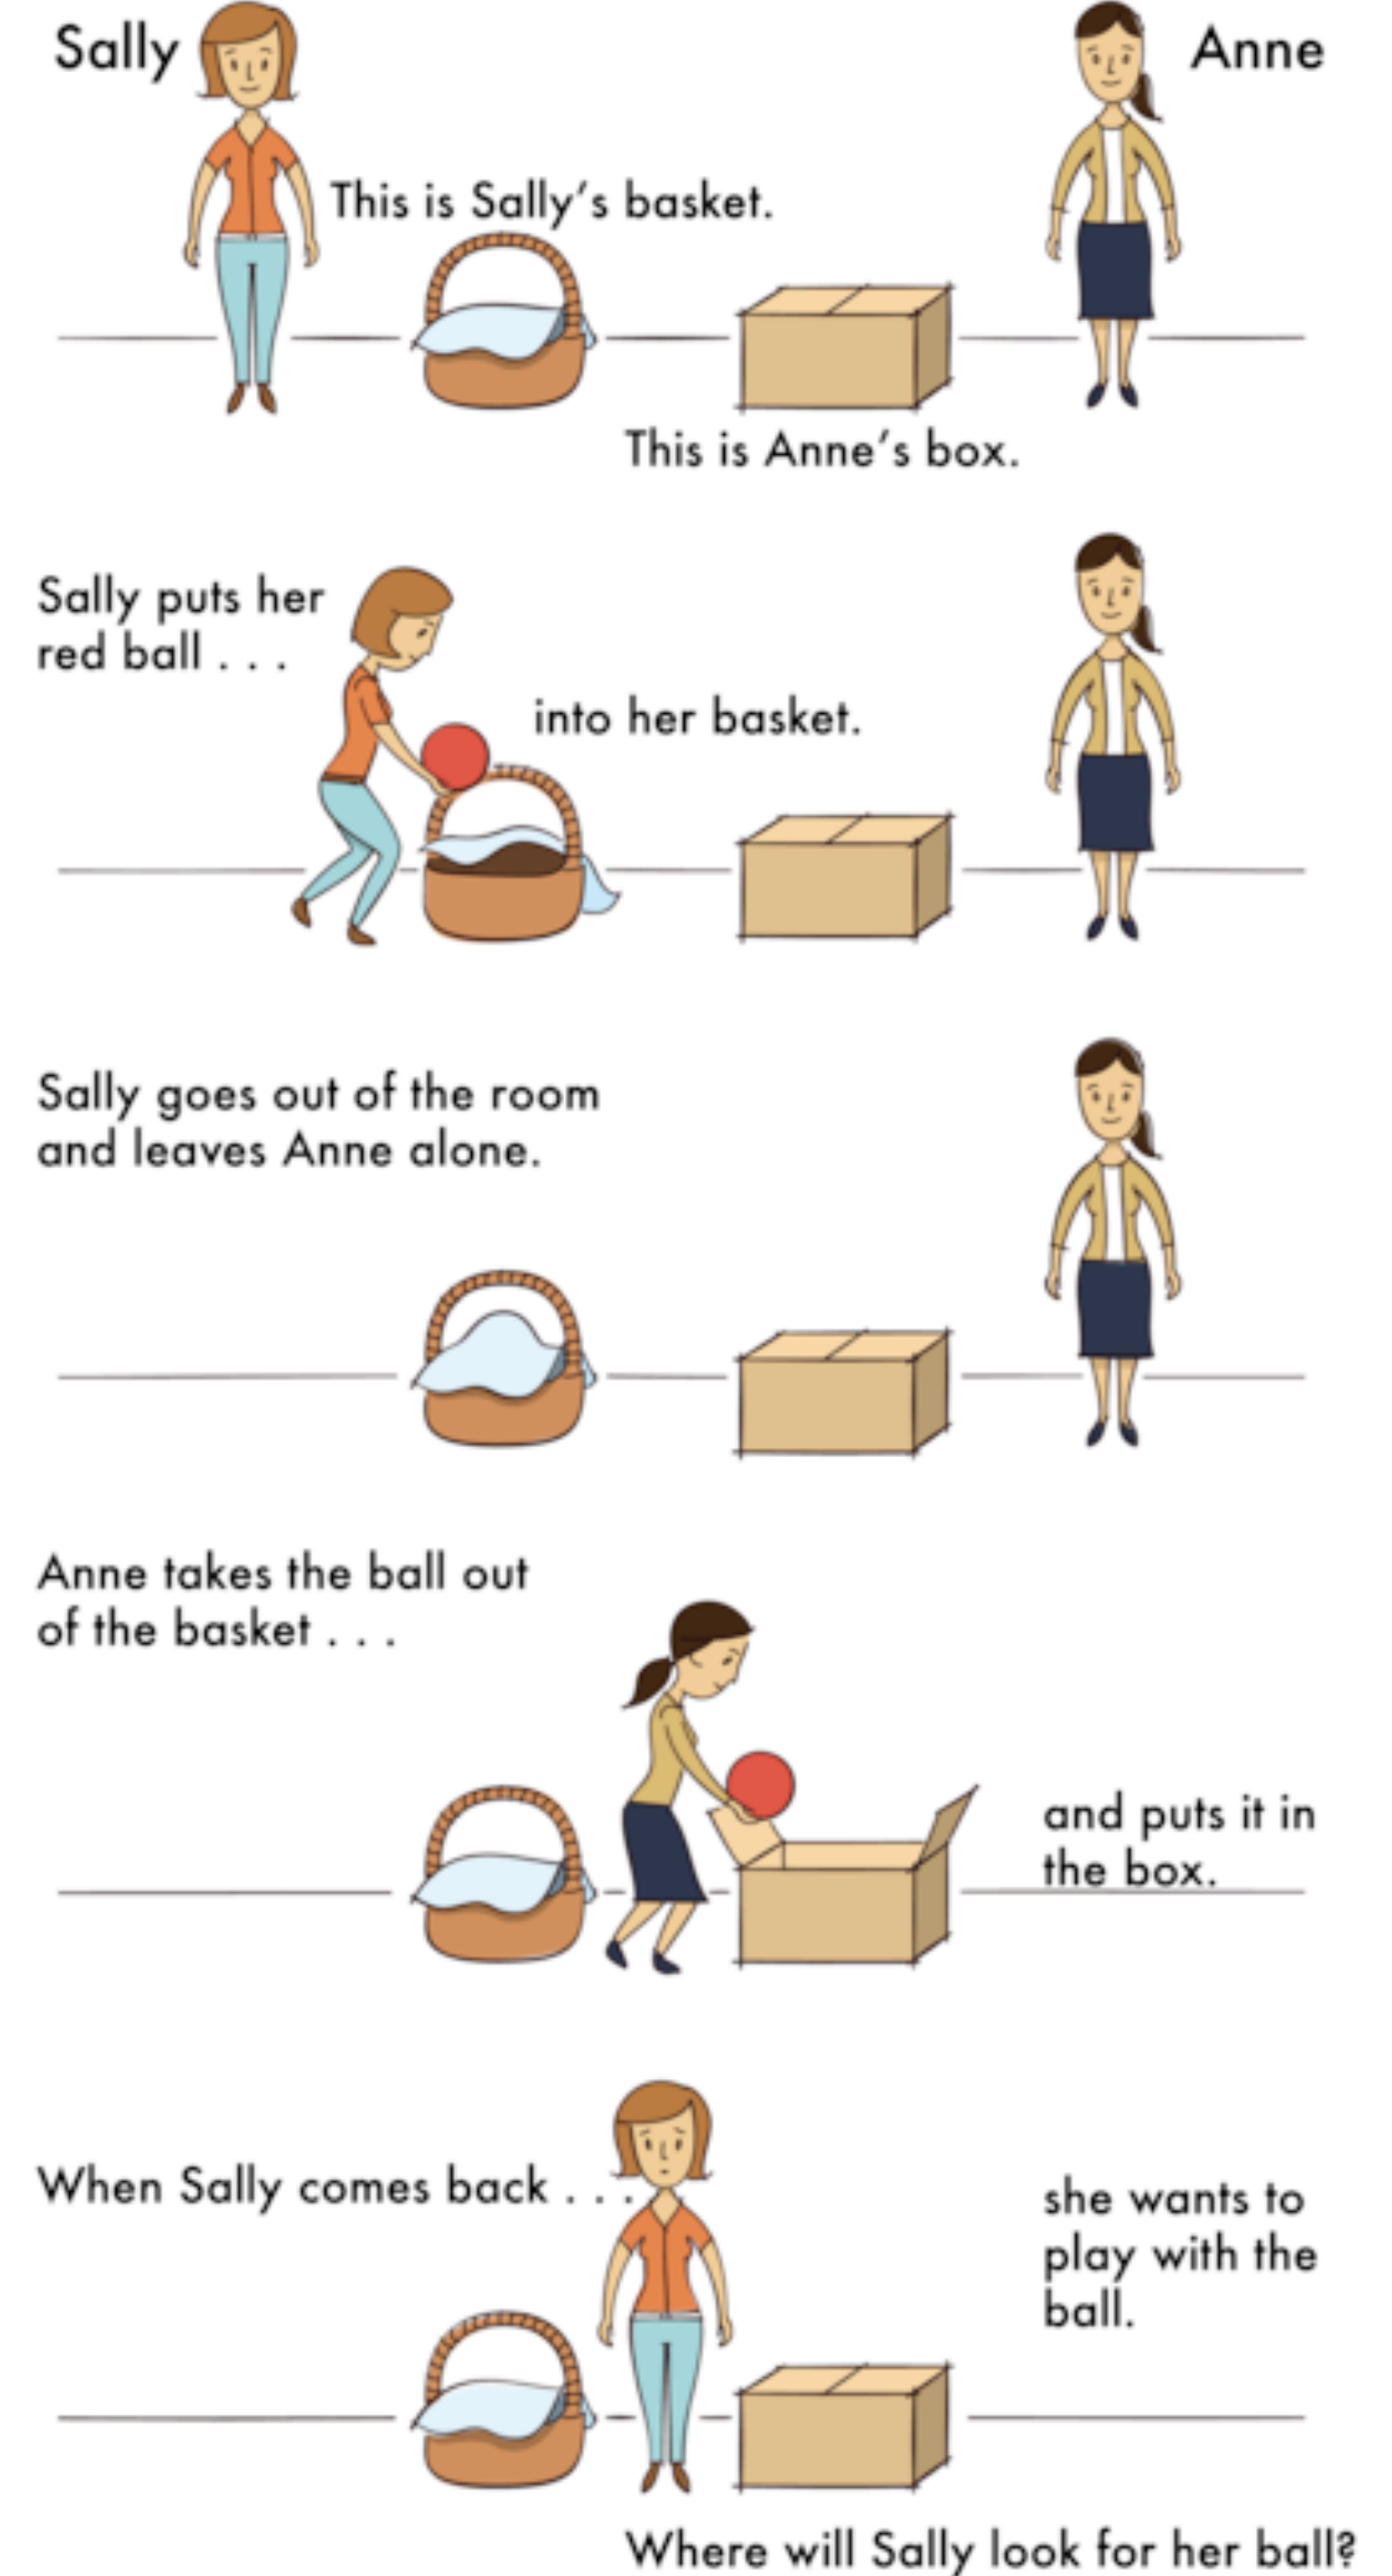 Sally
Anne
This is Sally's basket.
This is Anne's box.
Sally puts her
red ball . . .
into her basket.
Sally goes out of the room
and leaves Anne alone.
Anne takes the ball out
of the basket . . .
and puts it in
the box.
When Sally comes back . . .
she wants to
play with the
ball.
Where will Sally look for her ball?